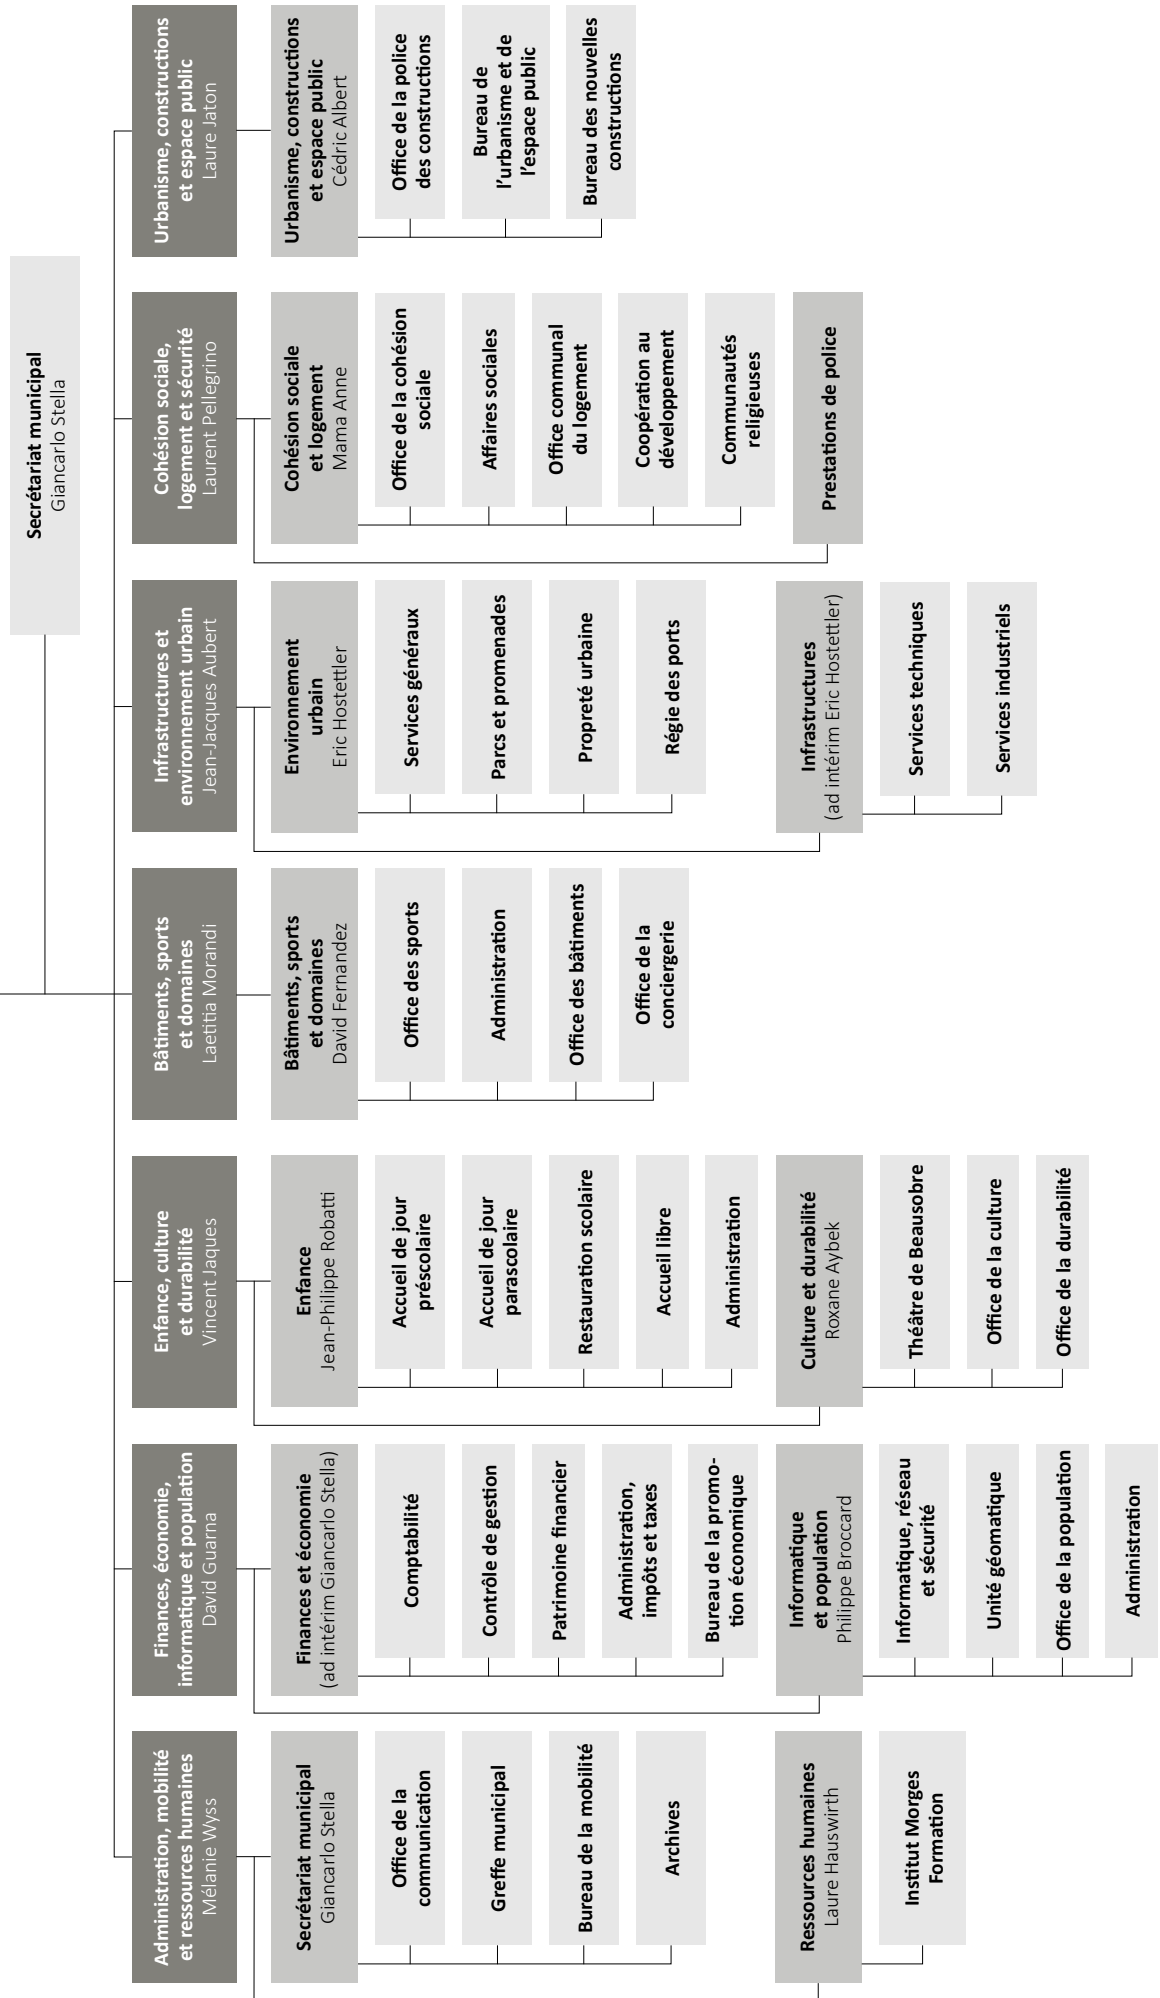 Secrétariat municipal
Giancarlo Stella
Administration, mobilité
et ressources humaines
Mélanie Wyss
Secrétariat municipal
Giancarlo Stella
Office de la
communication
Greffe municipal
Bureau de la mobilité
Archives
Ressources humaines
Laure Hauswirth
Institut Morges
Formation
Finances, économie,
informatique et population
David Guarna
Finances et économie
(ad intérim Giancarlo Stella)
Comptabilité
Contrôle de gestion
Patrimoine financier
Administration,
impôts et taxes
Bureau de la promo-
tion économique
Informatique
et population
Philippe Broccard
Informatique, réseau
et sécurité
Unité géomatique
Office de la population
Administration
Enfance, culture
et durabilité
Vincent Jaques
Enfance
Jean-Philippe Robatti
Accueil de jour
préscolaire
Accueil de jour
parascolaire
Restauration scolaire
Accueil libre
Administration
Culture et durabilité
Roxane Aybek
Théâtre de Beausobre
Office de la culture
Office de la durabilité
Bâtiments, sports
et domaines
Laetitia Morandi
Bâtiments, sports
et domaines
David Fernandez
Office des sports
Administration
Office des bâtiments
Office de la
conciergerie
Infrastructures et
environnement urbain
Jean-Jacques Aubert
Environnement
urbain
Eric Hostettler
Services généraux
Parcs et promenades
Propreté urbaine
Régie des ports
Infrastructures
(ad intérim Eric Hostettler)
Services techniques
Services industriels
Cohésion sociale,
logement et sécurité
Laurent Pellegrino
Cohésion sociale
et logement
Mama Anne
Office de la cohésion
sociale
Affaires sociales
Office communal
du logement
Coopération au
développement
Communautés
religieuses
Prestations de police
Urbanisme, constructions
et espace public
Laure Jaton
Urbanisme, constructions
et espace public
Cédric Albert
Office de la police
des constructions
Bureau de
l'urbanisme et de
l'espace public
Bureau des nouvelles
constructions